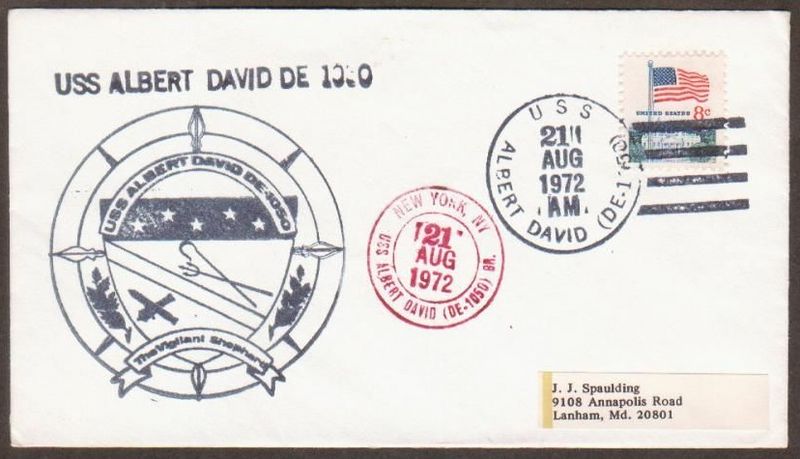 USS ALBERT DAVID DE 1050
USS ALBERT DAVID DE-1050
The Vigilant Shepherd
NEW YORK, NY
21
AUG
1972
USS ALBERT DAVID (DE-1050) BR.
USS
21
AUG
1972
AM
ALBERT DAVID (DE-1050)
UNITED STATES 8c
J. J. Spaulding
9108 Annapolis Road
Lanham, Md. 20801